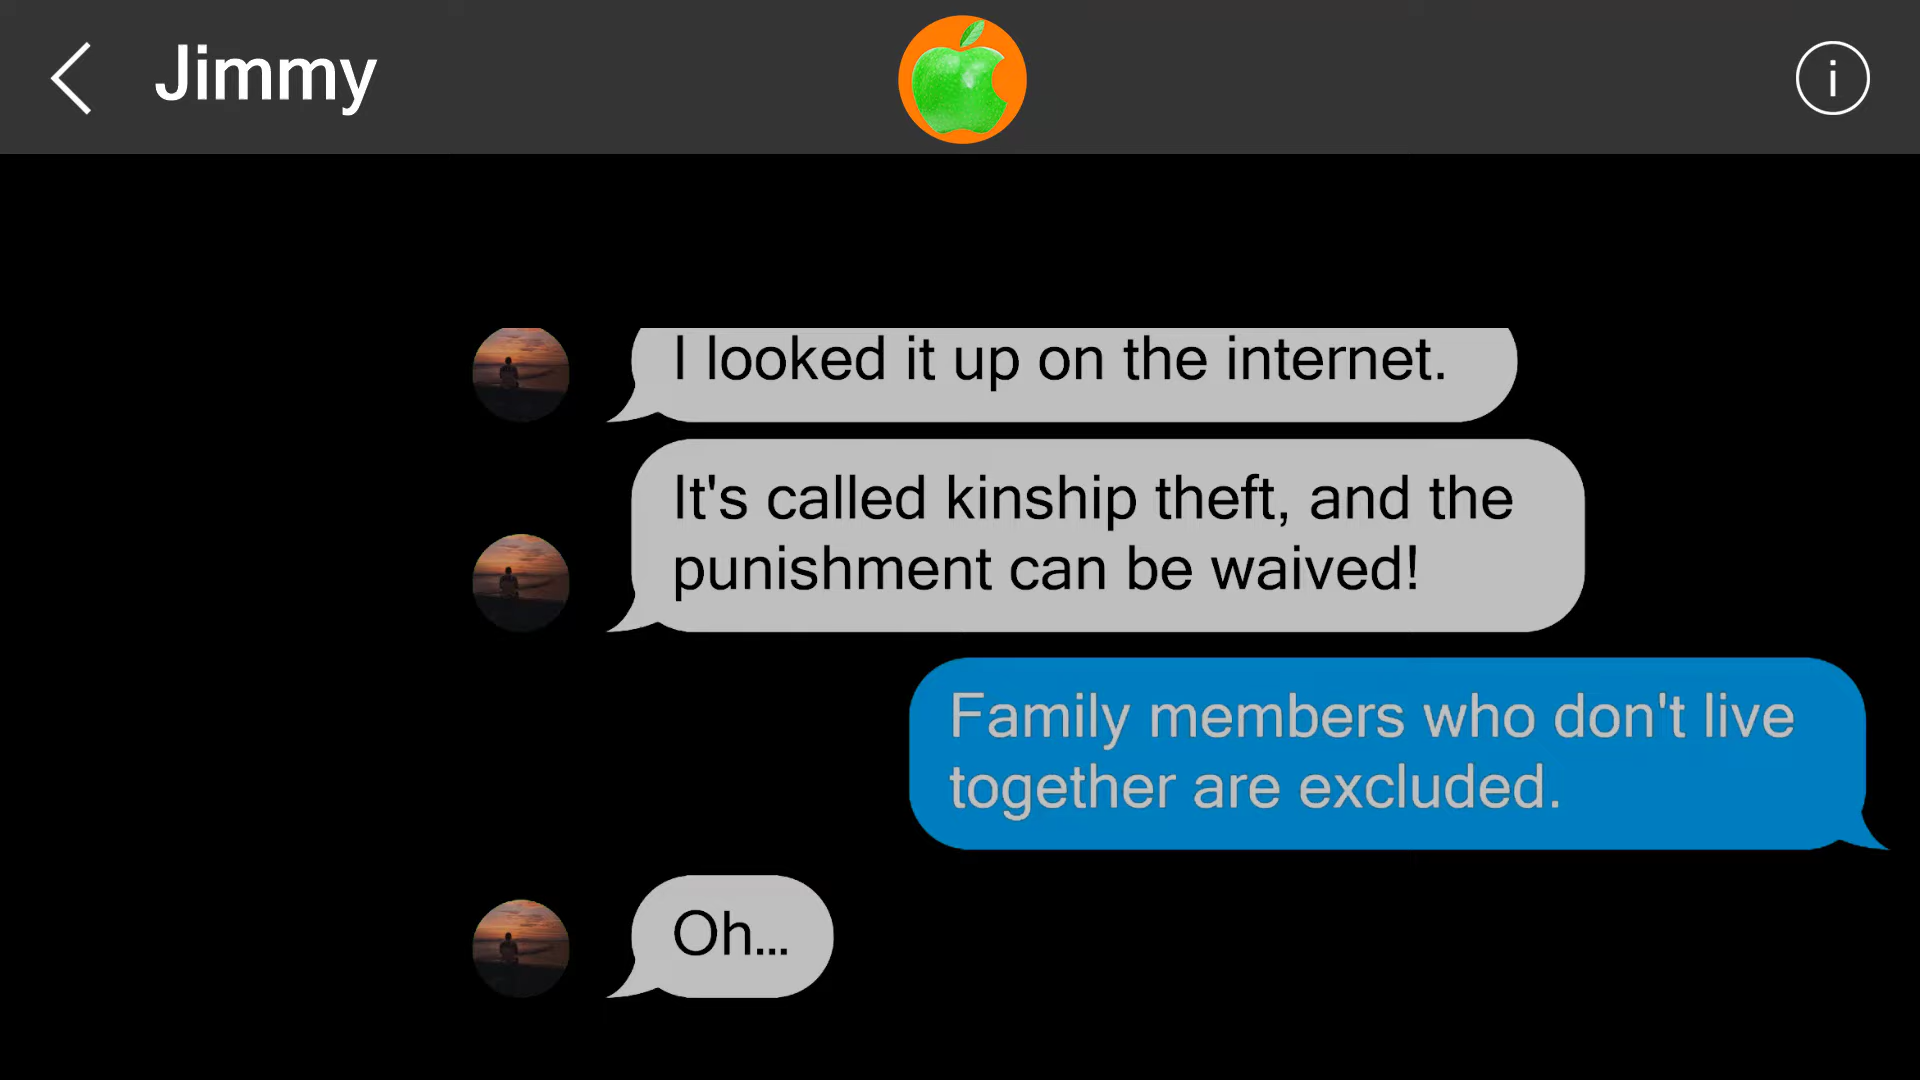 Jimmy
i
I looked it up on the internet.
It's called kinship theft, and the
punishment can be waived!
Family members who don't live
together are excluded.
Oh...